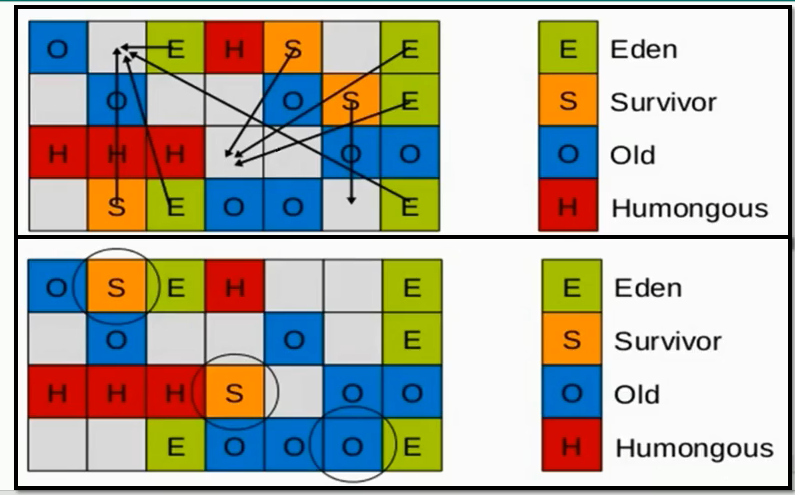 O E H S E
E Eden
O O S E
S Survivor
H H H O O
O Old
S E O O E
H Humongous
O S E H E
E Eden
O O E
S Survivor
H H H S O O
O Old
E O O O E
H Humongous